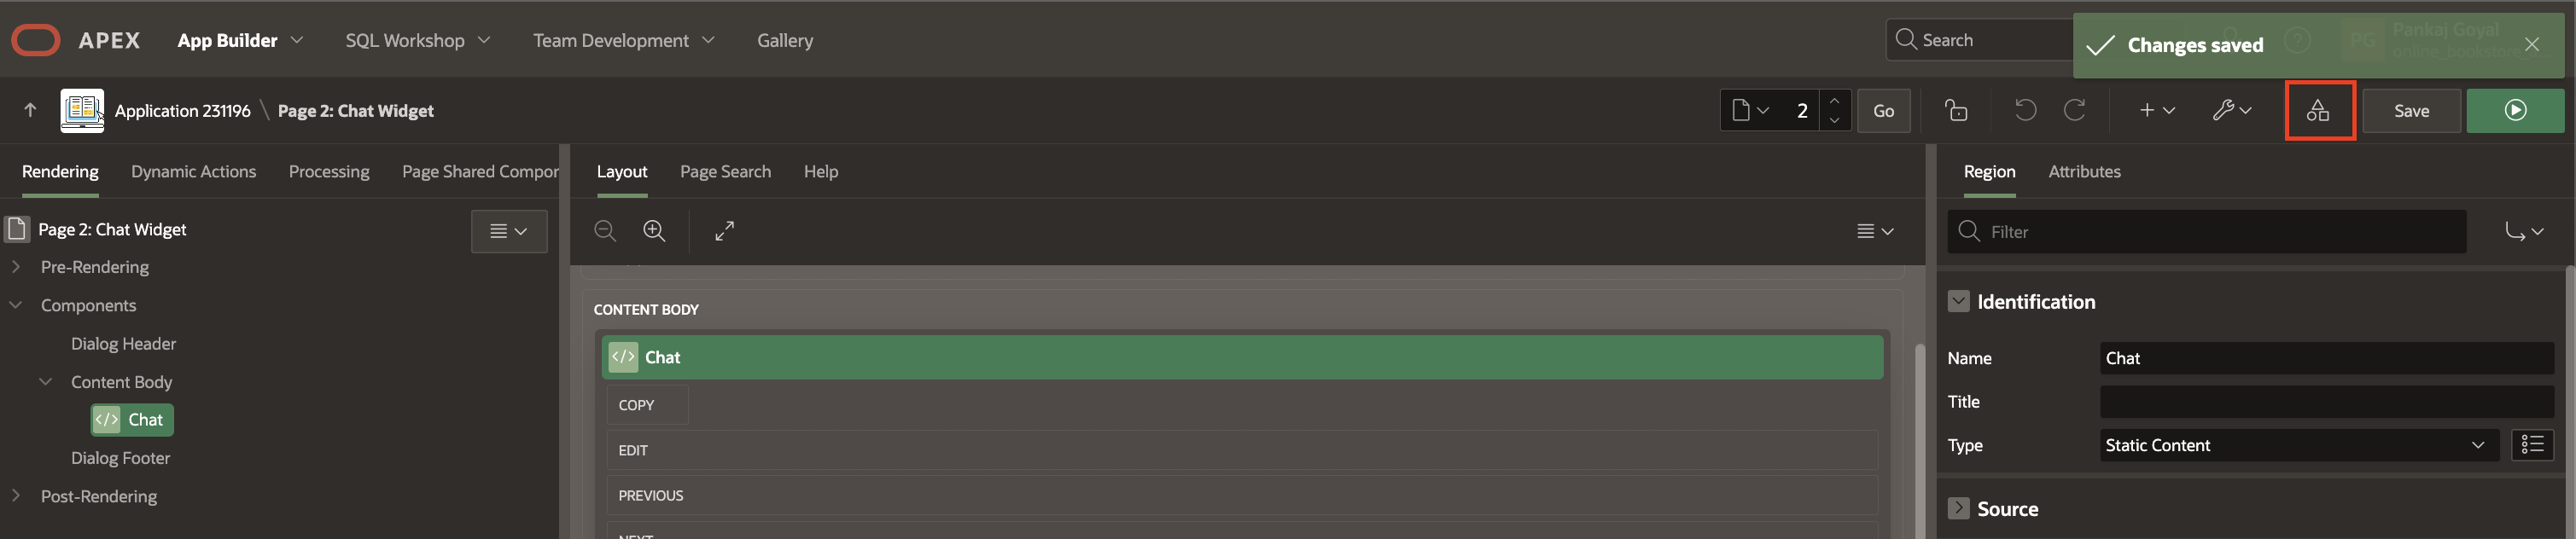 APEX App Builder SQL Workshop Team Development Gallery Search Changes saved
PG Pankaj Goyal
online_bookstore
Application 231196 \ Page 2: Chat Widget 2 Go Save
Rendering Dynamic Actions Processing Page Shared Compor
Layout Page Search Help
Region Attributes
Page 2: Chat Widget
Filter
Pre-Rendering
Components
Dialog Header
Content Body
Chat
Dialog Footer
Post-Rendering
CONTENT BODY
Chat
COPY
EDIT
PREVIOUS
NEXT
Identification
Name Chat
Title
Type Static Content
Source